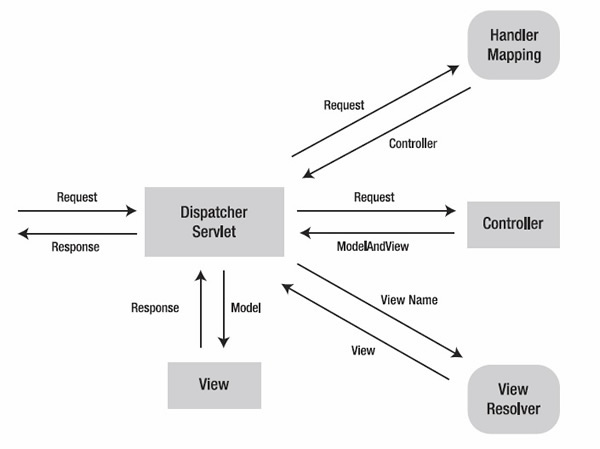 Handler
Mapping
Request
Controller
Request
Response
Dispatcher
Servlet
Request
ModelAndView
Controller
Response
Model
View Name
View
View
View
Resolver